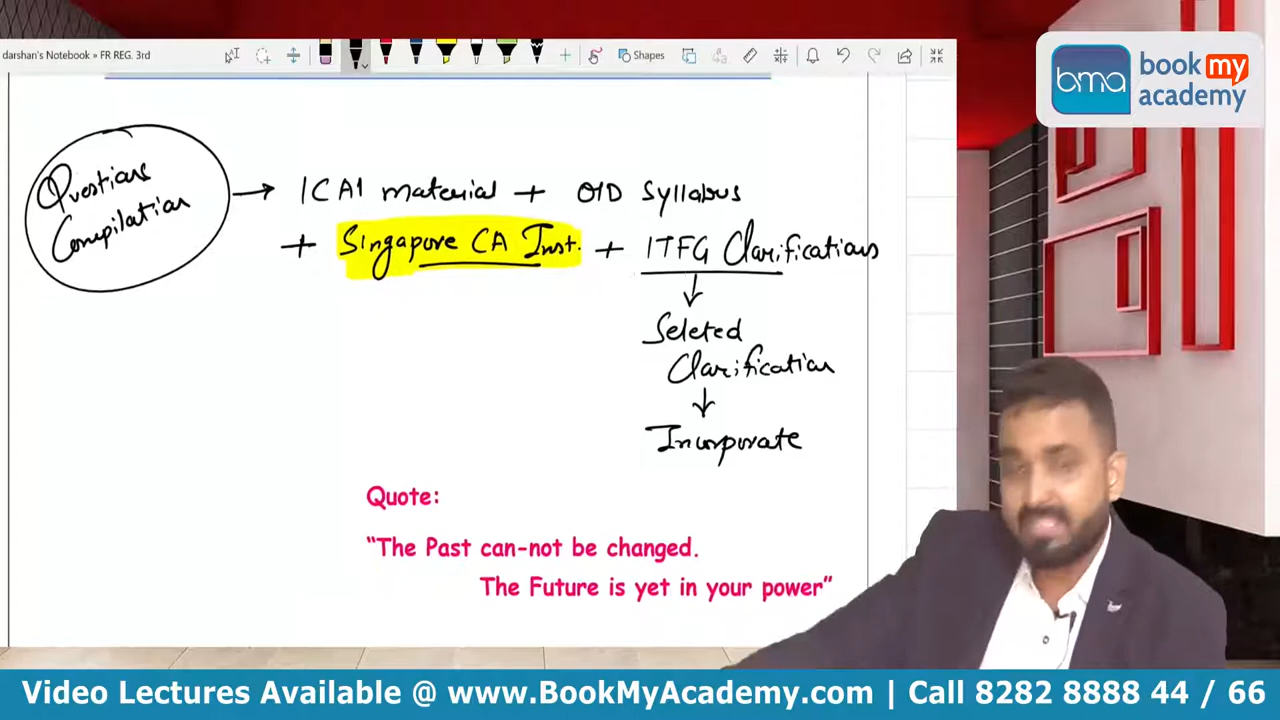 darshan's Notebook » FR REG. 3rd
Shapes
bma book my academy
Questions Compilation → ICAI material + Old Syllabus
+ Singapore CA Inst. + ITFG Clarifications
↓
Seleted
Clarification
↓
Incorporate
Quote:
“The Past can-not be changed.
The Future is yet in your power”
Video Lectures Available @ www.BookMyAcademy.com | Call 8282 8888 44 / 66